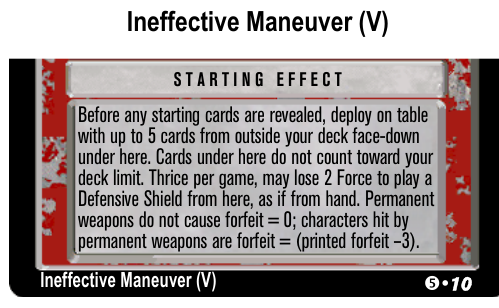 Ineffective Maneuver (V)
STARTING EFFECT
Before any starting cards are revealed, deploy on table
with up to 5 cards from outside your deck face-down
under here. Cards under here do not count toward your
deck limit. Thrice per game, may lose 2 Force to play a
Defensive Shield from here, as if from hand. Permanent
weapons do not cause forfeit = 0; characters hit by
permanent weapons are forfeit = (printed forfeit –3).
Ineffective Maneuver (V) ❺•10